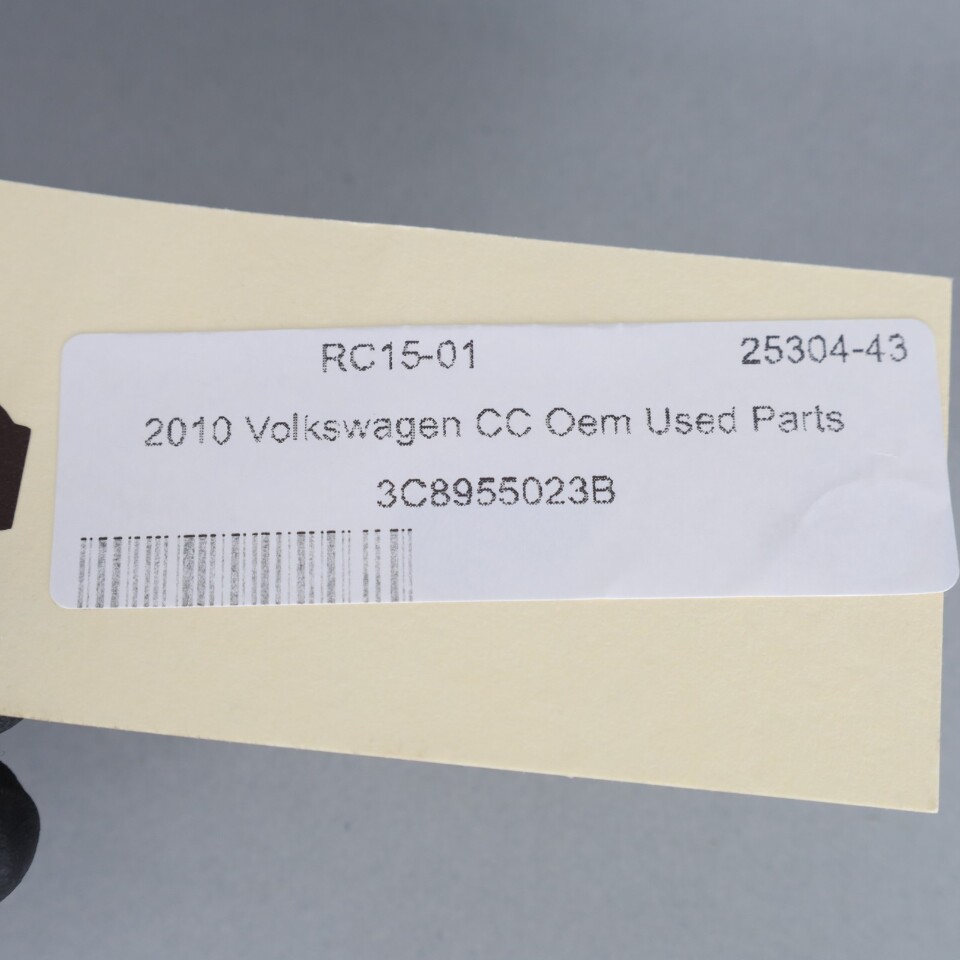 RC15-01 25304-43
2010 Volkswagen CC Oem Used Parts
3C8955023B